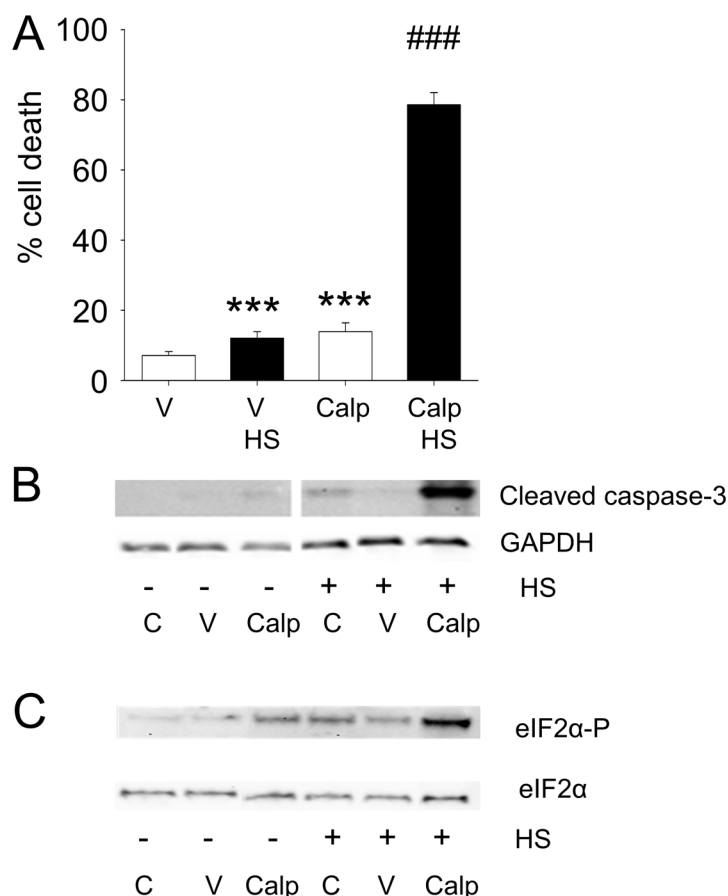 A
% cell death
100
80
60
40
20
0
***
***
###
V
V
HS
Calp
Calp
HS
B
Cleaved caspase-3
GAPDH
- - - + + + HS
C V Calp C V Calp
C
eIF2α-P
eIF2α
- - - + + + HS
C V Calp C V Calp